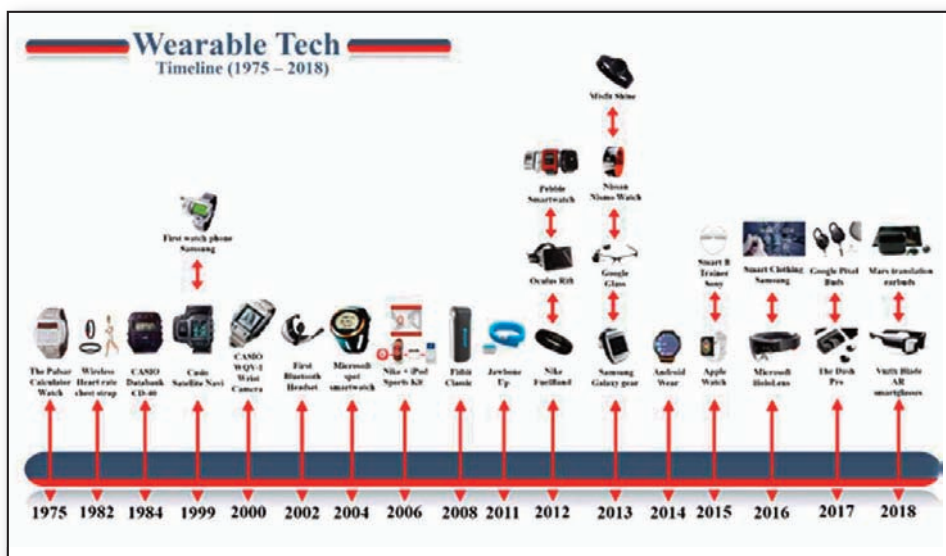 Wearable Tech
Timeline (1975 – 2018)
Misfit Shine
Pebble
Smartwatch
Nissan
Nismo Watch
First watch phone
Samsung
Oculus Rift
Google
Glass
Smart B
Trainer
Sony
Smart Clothing
Samsung
Google Pixel
Buds
Mars translation
earbuds
The Pulsar
Calculator
Watch
Wireless
Heart rate
chest strap
CASIO
Databank
CD-40
Casio
Satellite Navi
CASIO
WQV-1
Wrist
Camera
First
Bluetooth
Headset
Microsoft
spot
smartwatch
Nike + iPod
Sports Kit
Fitbit
Classic
Jawbone
Up
Nike
FuelBand
Samsung
Galaxy gear
Android
Wear
Apple
Watch
Microsoft
HoloLens
The Dash
Pro
Vuzix Blade
AR
smartglasses
1975
1982
1984
1999
2000
2002
2004
2006
2008
2011
2012
2013
2014
2015
2016
2017
2018